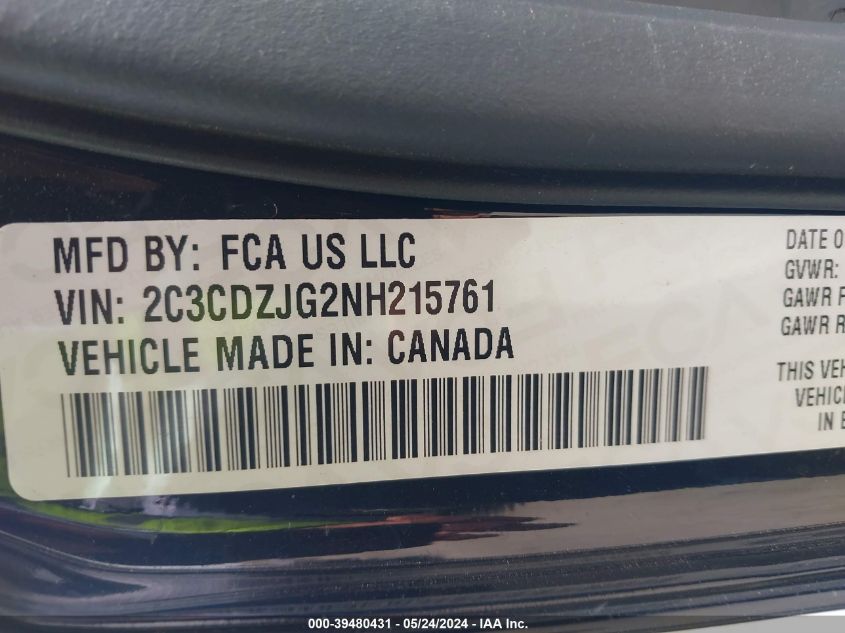 MFD BY: FCA US LLC
VIN: 2C3CDZJG2NH215761
VEHICLE MADE IN: CANADA
DATE O
GVWR:
GAWR F
GAWR R
THIS VEH
VEHIC
IN
000-39480431 - 05/24/2024 - IAA Inc.